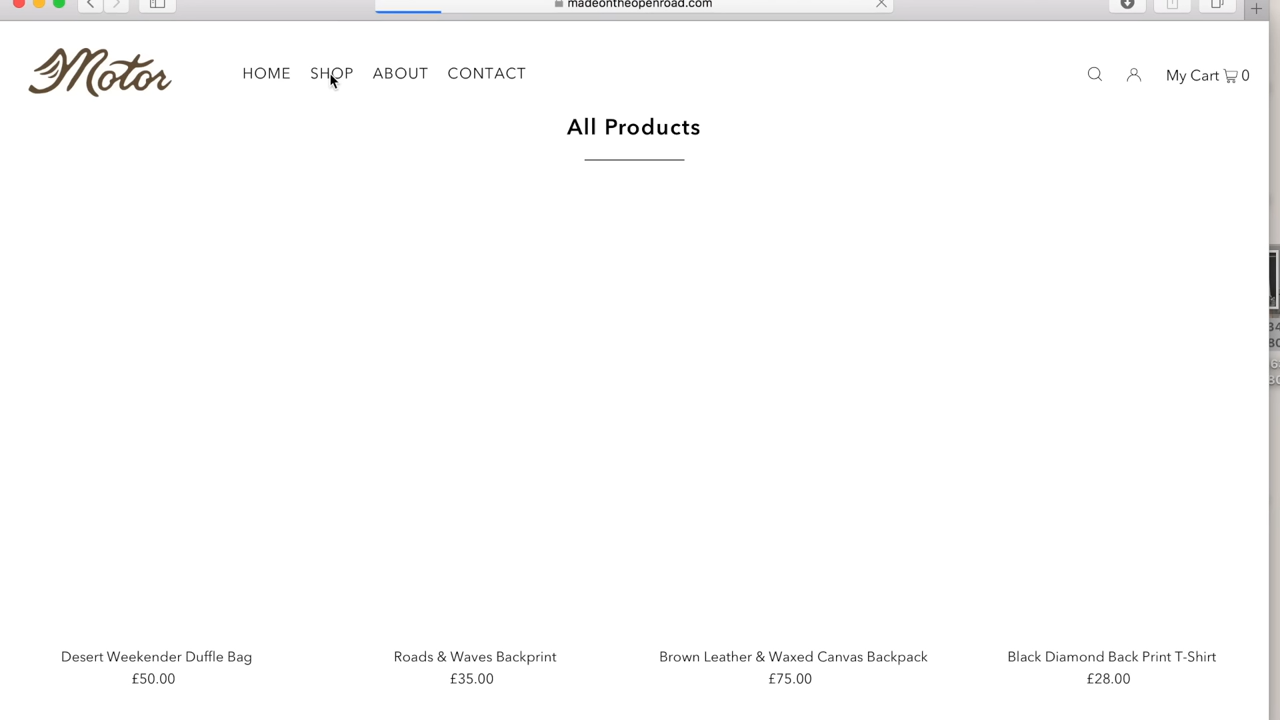 madeontheopenroad.com
Motor
HOME SHOP ABOUT CONTACT
My Cart 0
All Products
Desert Weekender Duffle Bag
£50.00
Roads & Waves Backprint
£35.00
Brown Leather & Waxed Canvas Backpack
£75.00
Black Diamond Back Print T-Shirt
£28.00